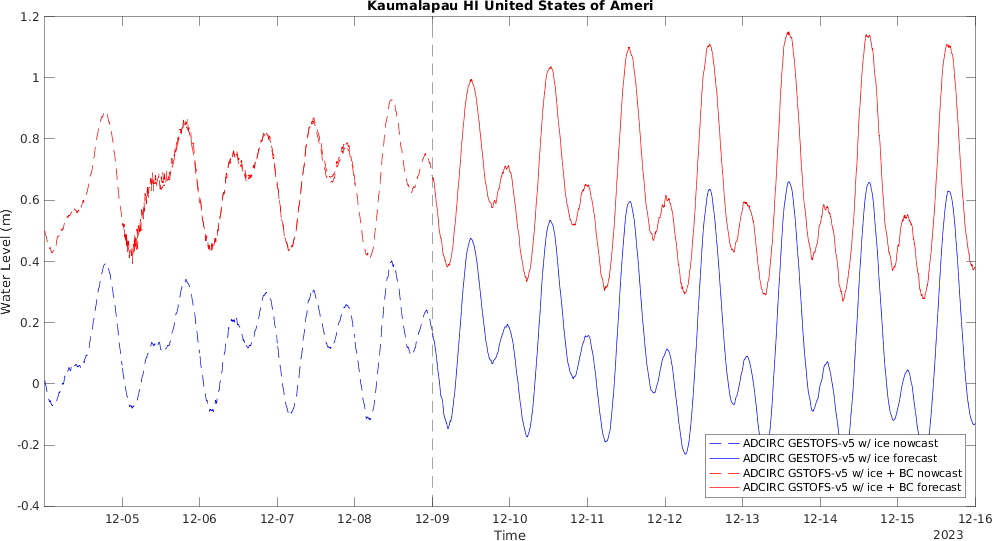 Kaumalapau HI United States of Ameri
Water Level (m)
1.2
1
0.8
0.6
0.4
0.2
0
-0.2
-0.4
ADCIRC GESTOFS-v5 w/ ice nowcast
ADCIRC GESTOFS-v5 w/ ice forecast
ADCIRC GSTOFS-v5 w/ ice + BC nowcast
ADCIRC GSTOFS-v5 w/ ice + BC forecast
12-05 12-06 12-07 12-08 12-09 12-10 12-11 12-12 12-13 12-14 12-15 12-16
Time
2023